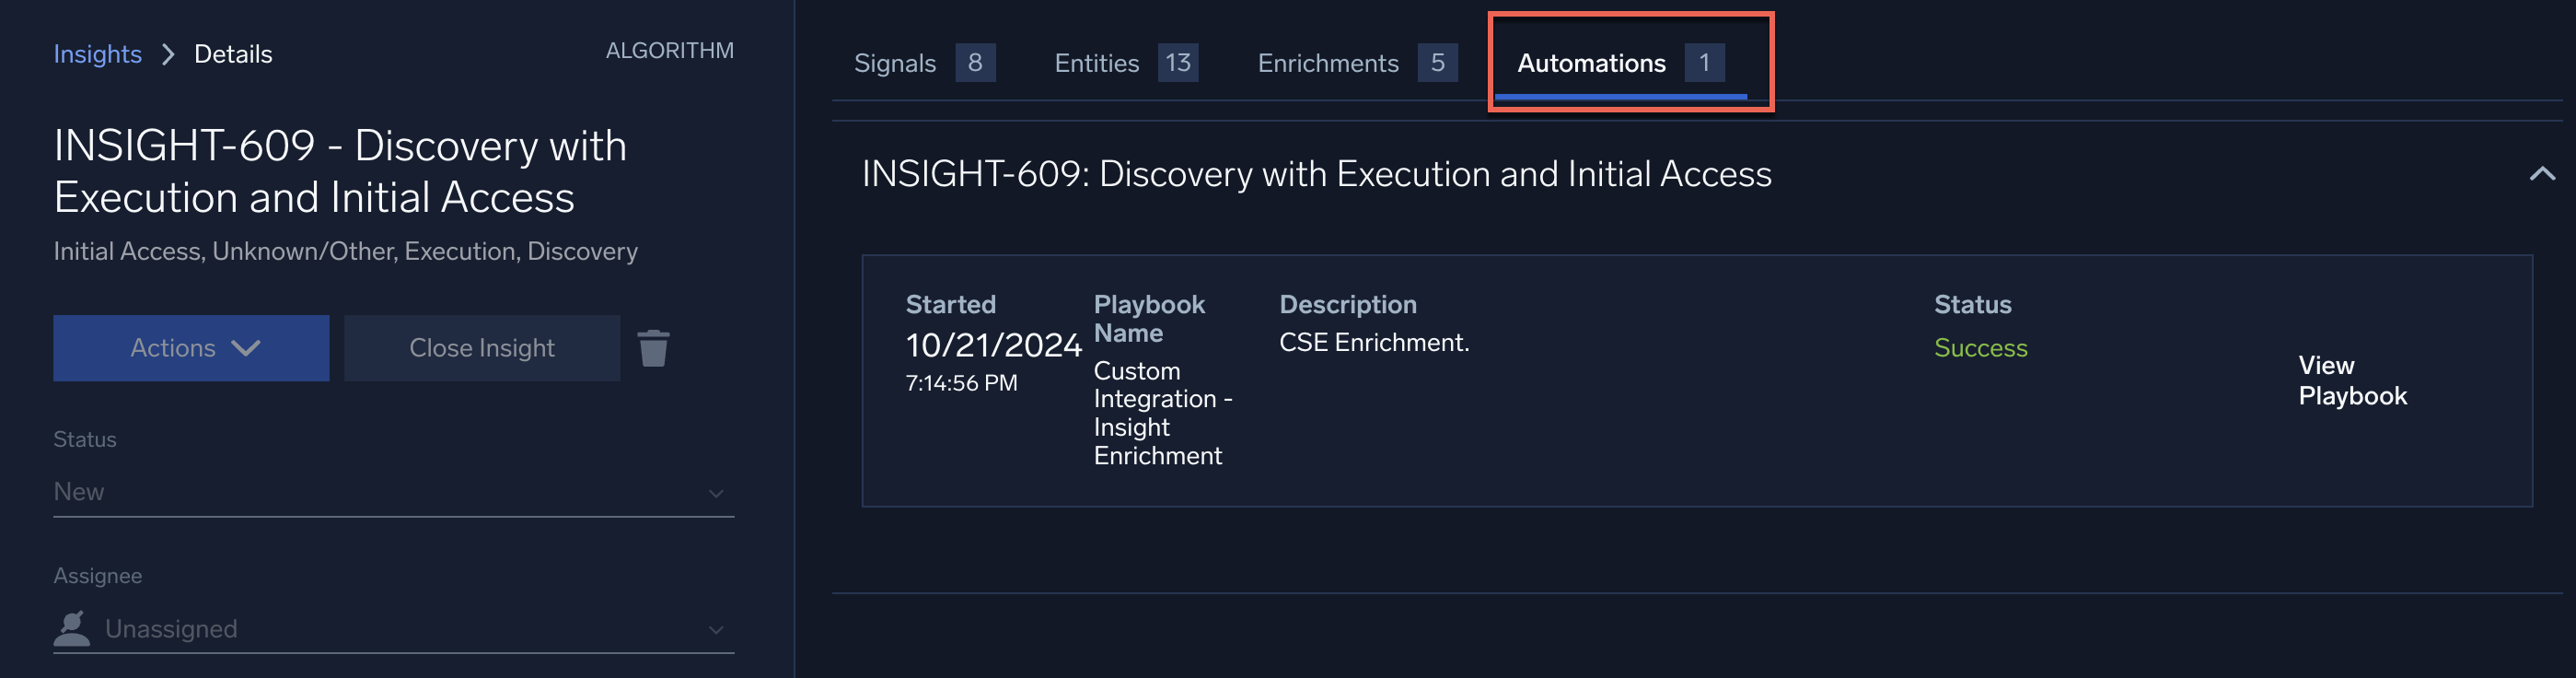 Insights > Details
ALGORITHM
INSIGHT-609 - Discovery with
Execution and Initial Access
Initial Access, Unknown/Other, Execution, Discovery
Actions
Close Insight
Status
New
Assignee
Unassigned
Signals 8
Entities 13
Enrichments 5
Automations 1
INSIGHT-609: Discovery with Execution and Initial Access
Started
10/21/2024
7:14:56 PM
Playbook
Name
Custom
Integration -
Insight
Enrichment
Description
CSE Enrichment.
Status
Success
View
Playbook